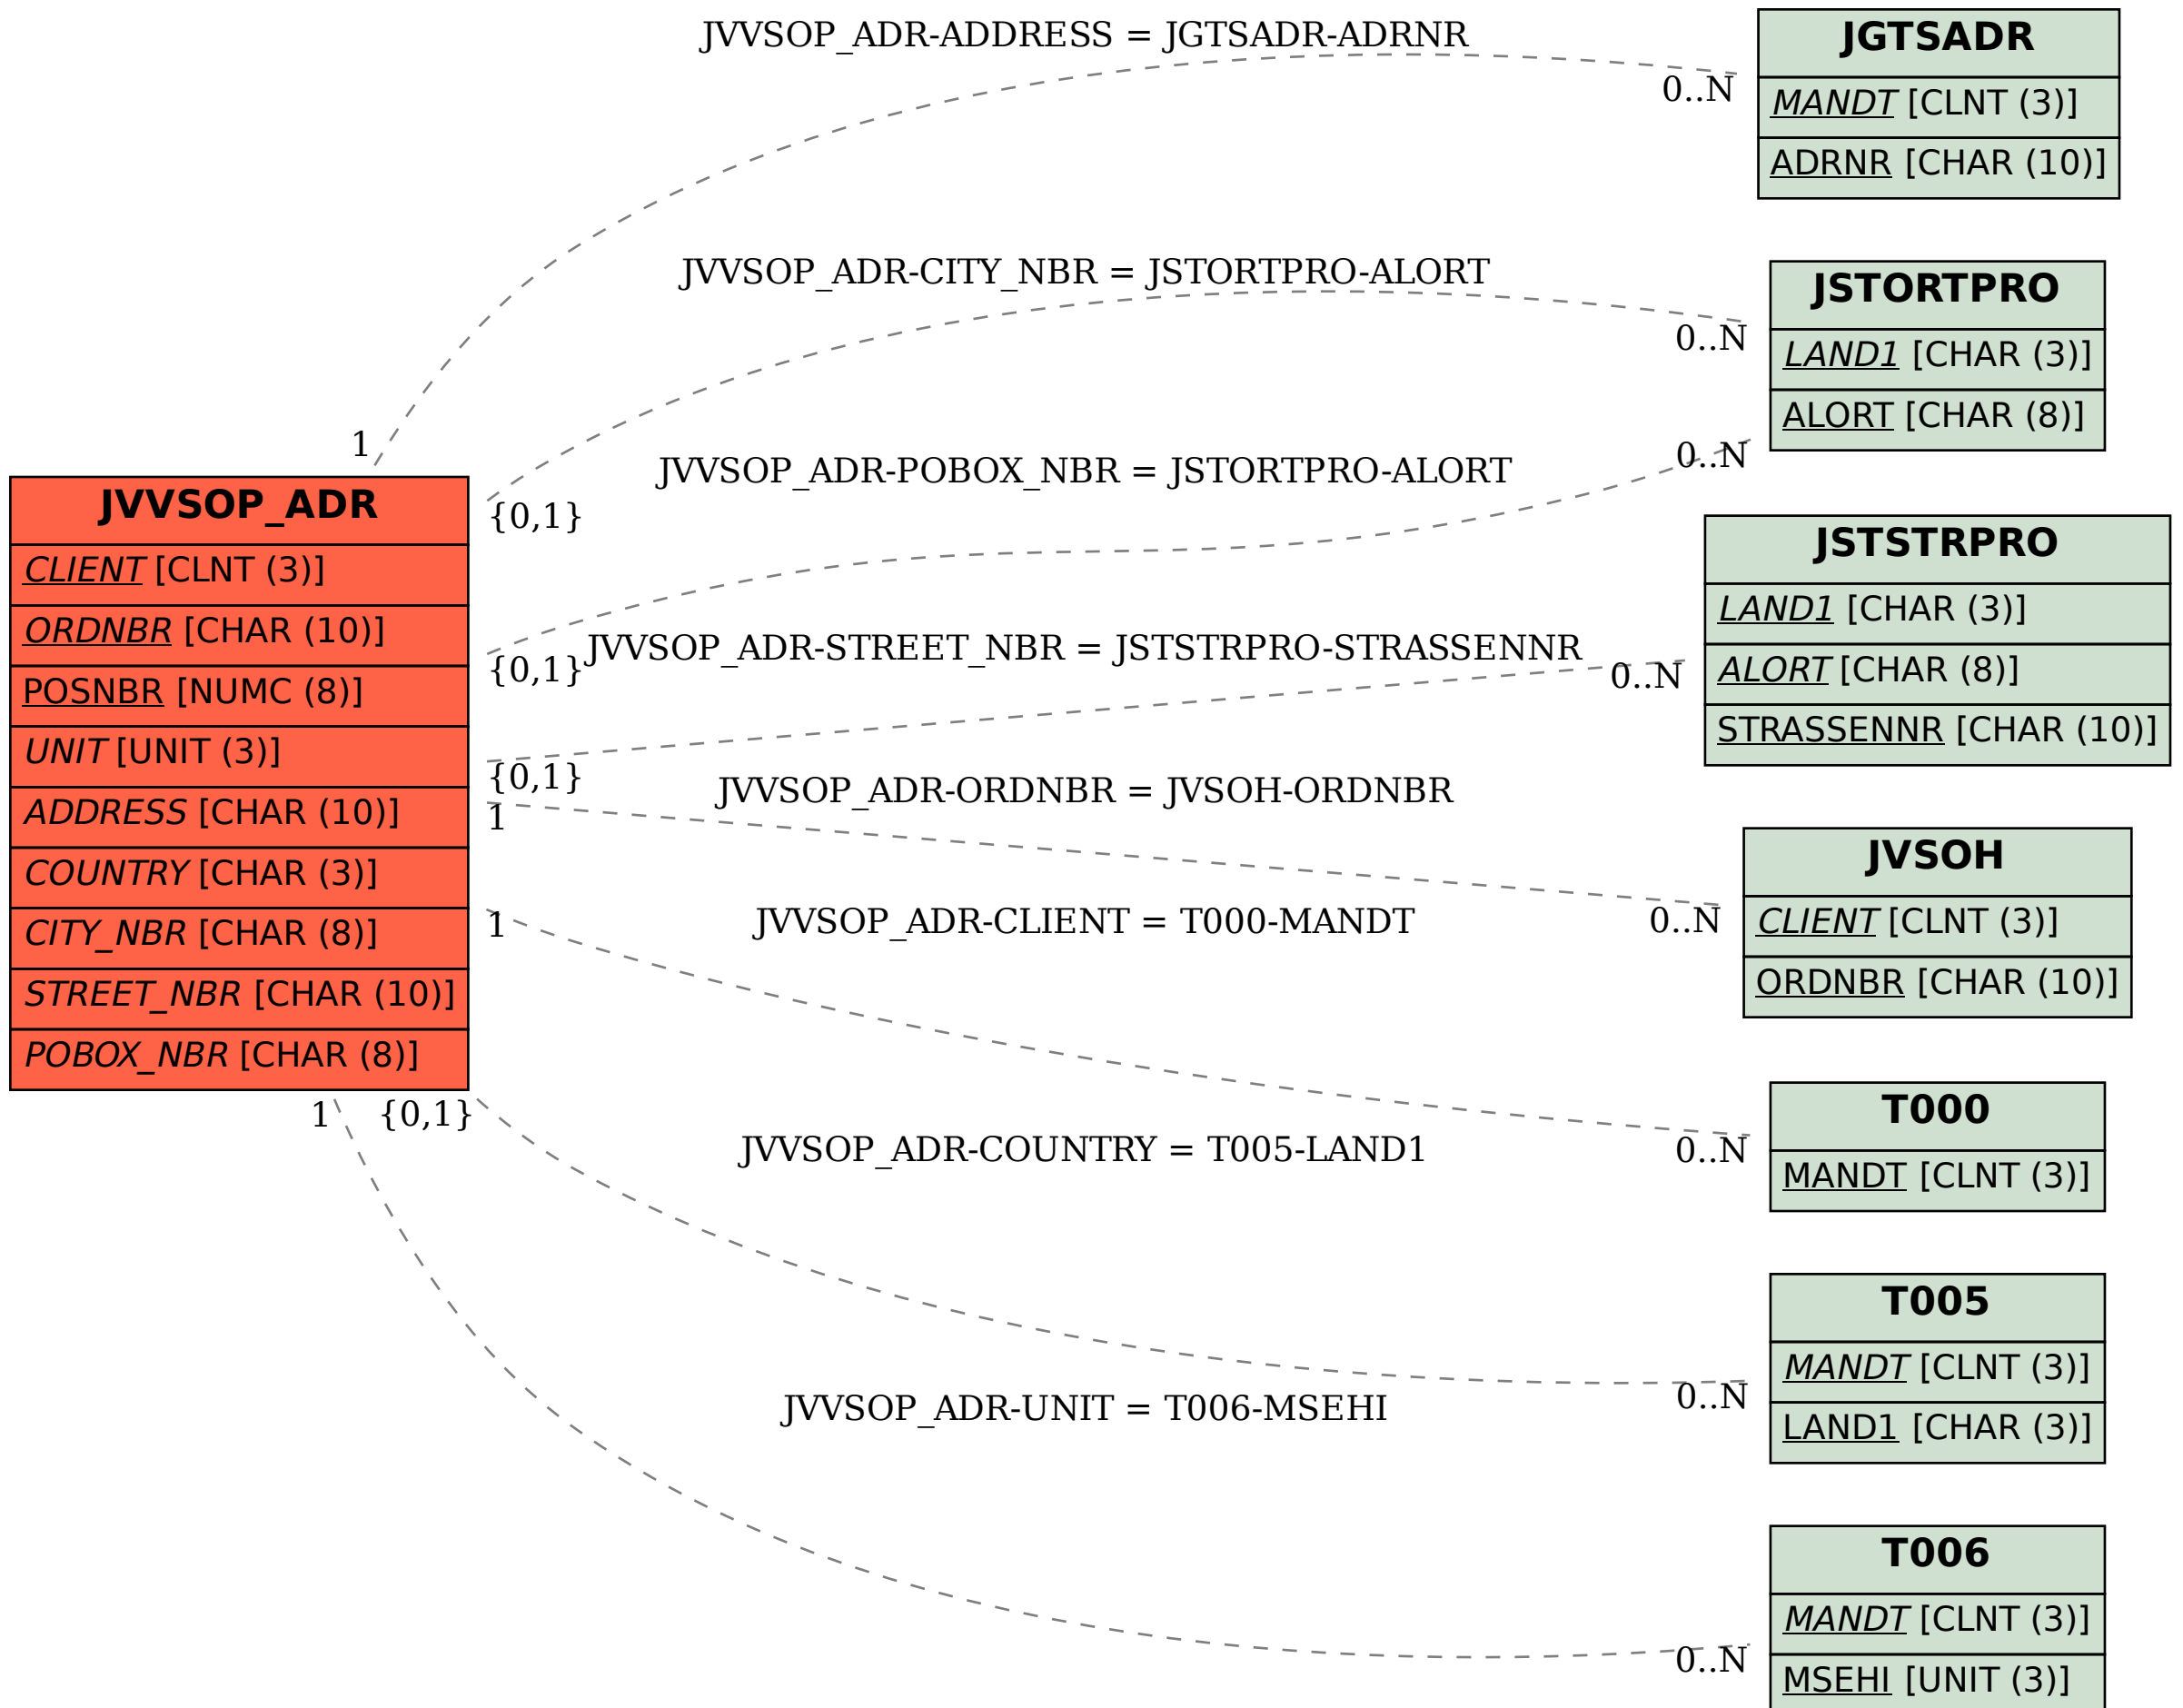 JVVSOP_ADR-ADDRESS = JGTSADR-ADRNR
0..N
1
JGTSADR
MANDT [CLNT (3)]
ADRNR [CHAR (10)]
JVVSOP_ADR-CITY_NBR = JSTORTPRO-ALORT
0..N
{0,1}
JSTORTPRO
LAND1 [CHAR (3)]
ALORT [CHAR (8)]
JVVSOP_ADR-POBOX_NBR = JSTORTPRO-ALORT
0..N
{0,1}
JVVSOP_ADR
CLIENT [CLNT (3)]
ORDNBR [CHAR (10)]
POSNBR [NUMC (8)]
UNIT [UNIT (3)]
ADDRESS [CHAR (10)]
COUNTRY [CHAR (3)]
CITY_NBR [CHAR (8)]
STREET_NBR [CHAR (10)]
POBOX_NBR [CHAR (8)]
JVVSOP_ADR-STREET_NBR = JSTSTRPRO-STRASSENNR
0..N
{0,1}
JSTSTRPRO
LAND1 [CHAR (3)]
ALORT [CHAR (8)]
STRASSENNR [CHAR (10)]
JVVSOP_ADR-ORDNBR = JVSOH-ORDNBR
1
0..N
JVSOH
CLIENT [CLNT (3)]
ORDNBR [CHAR (10)]
JVVSOP_ADR-CLIENT = T000-MANDT
1
0..N
T000
MANDT [CLNT (3)]
JVVSOP_ADR-COUNTRY = T005-LAND1
{0,1}
0..N
T005
MANDT [CLNT (3)]
LAND1 [CHAR (3)]
JVVSOP_ADR-UNIT = T006-MSEHI
1
0..N
T006
MANDT [CLNT (3)]
MSEHI [UNIT (3)]